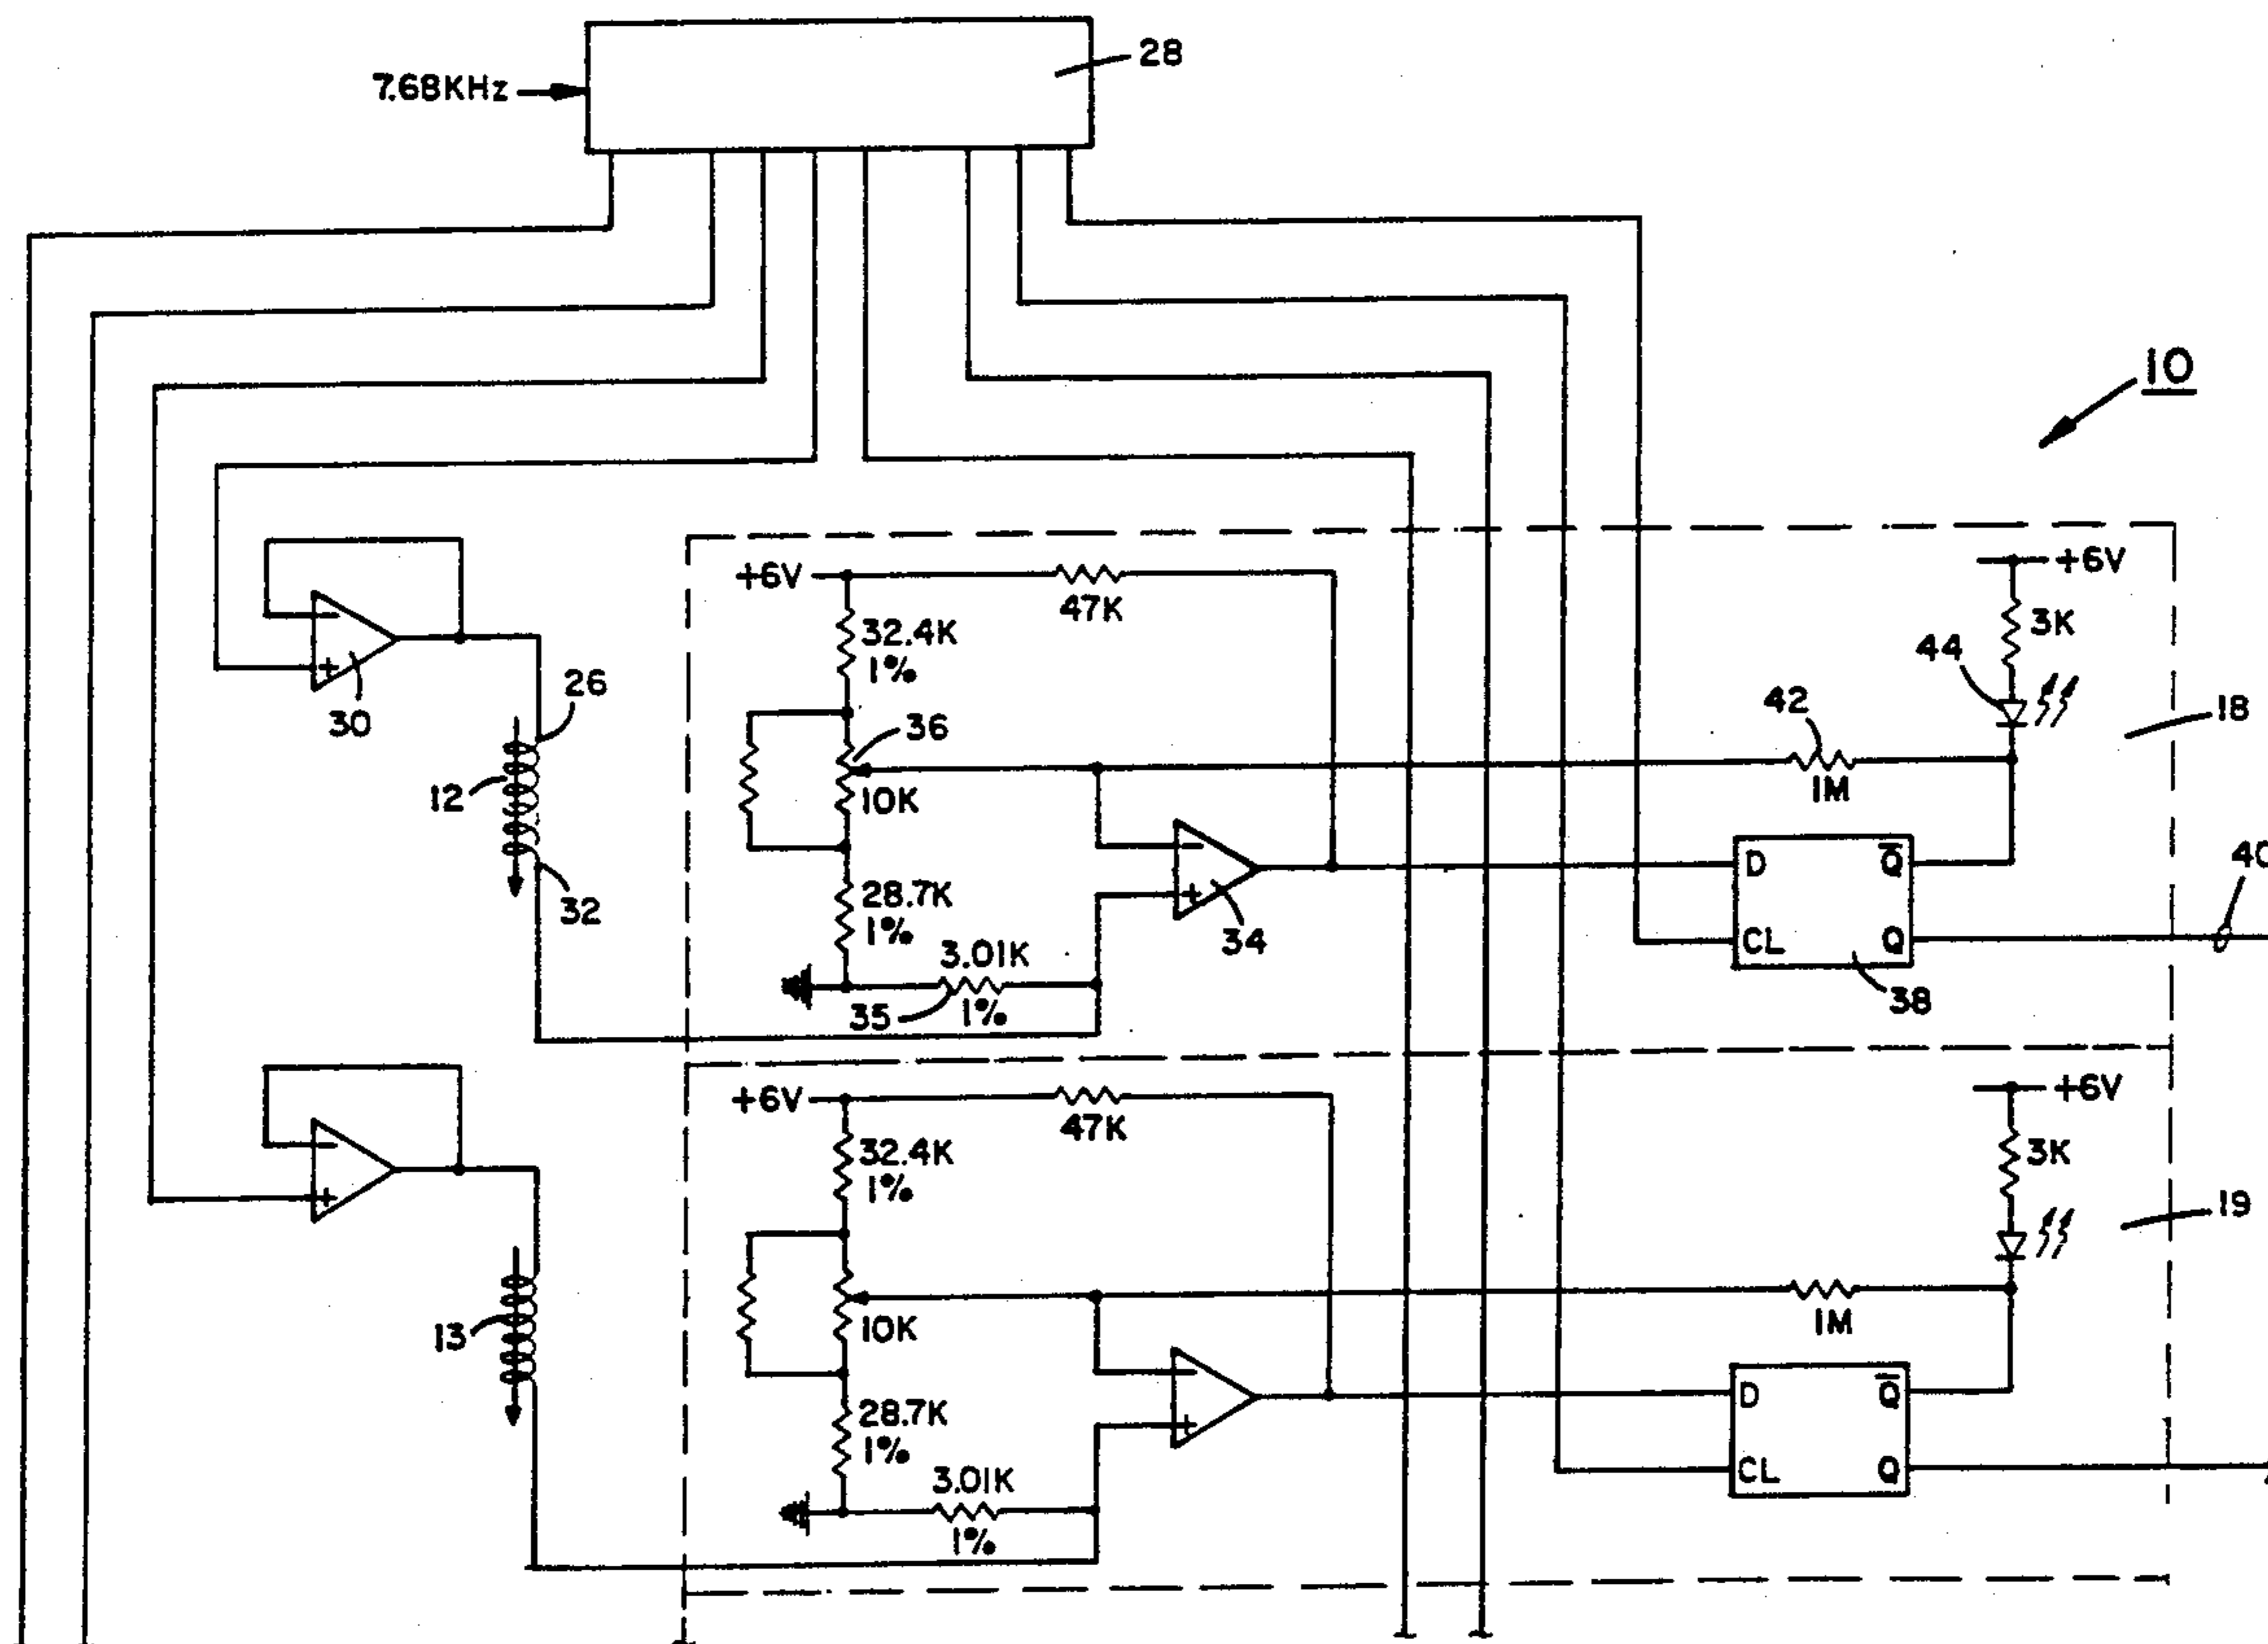 28
7.68KHz
10
+6V
47K
32.4K
1%
+6V
3K
44
26
30
36
42
18
12
10K
1M
−
+
32
28.7K
1%
34
D
Q̅
40
CL
Q
3.01K
35
1%
38
+6V
47K
32.4K
1%
+6V
3K
19
13
10K
1M
28.7K
1%
D
Q̅
CL
Q
3.01K
1%